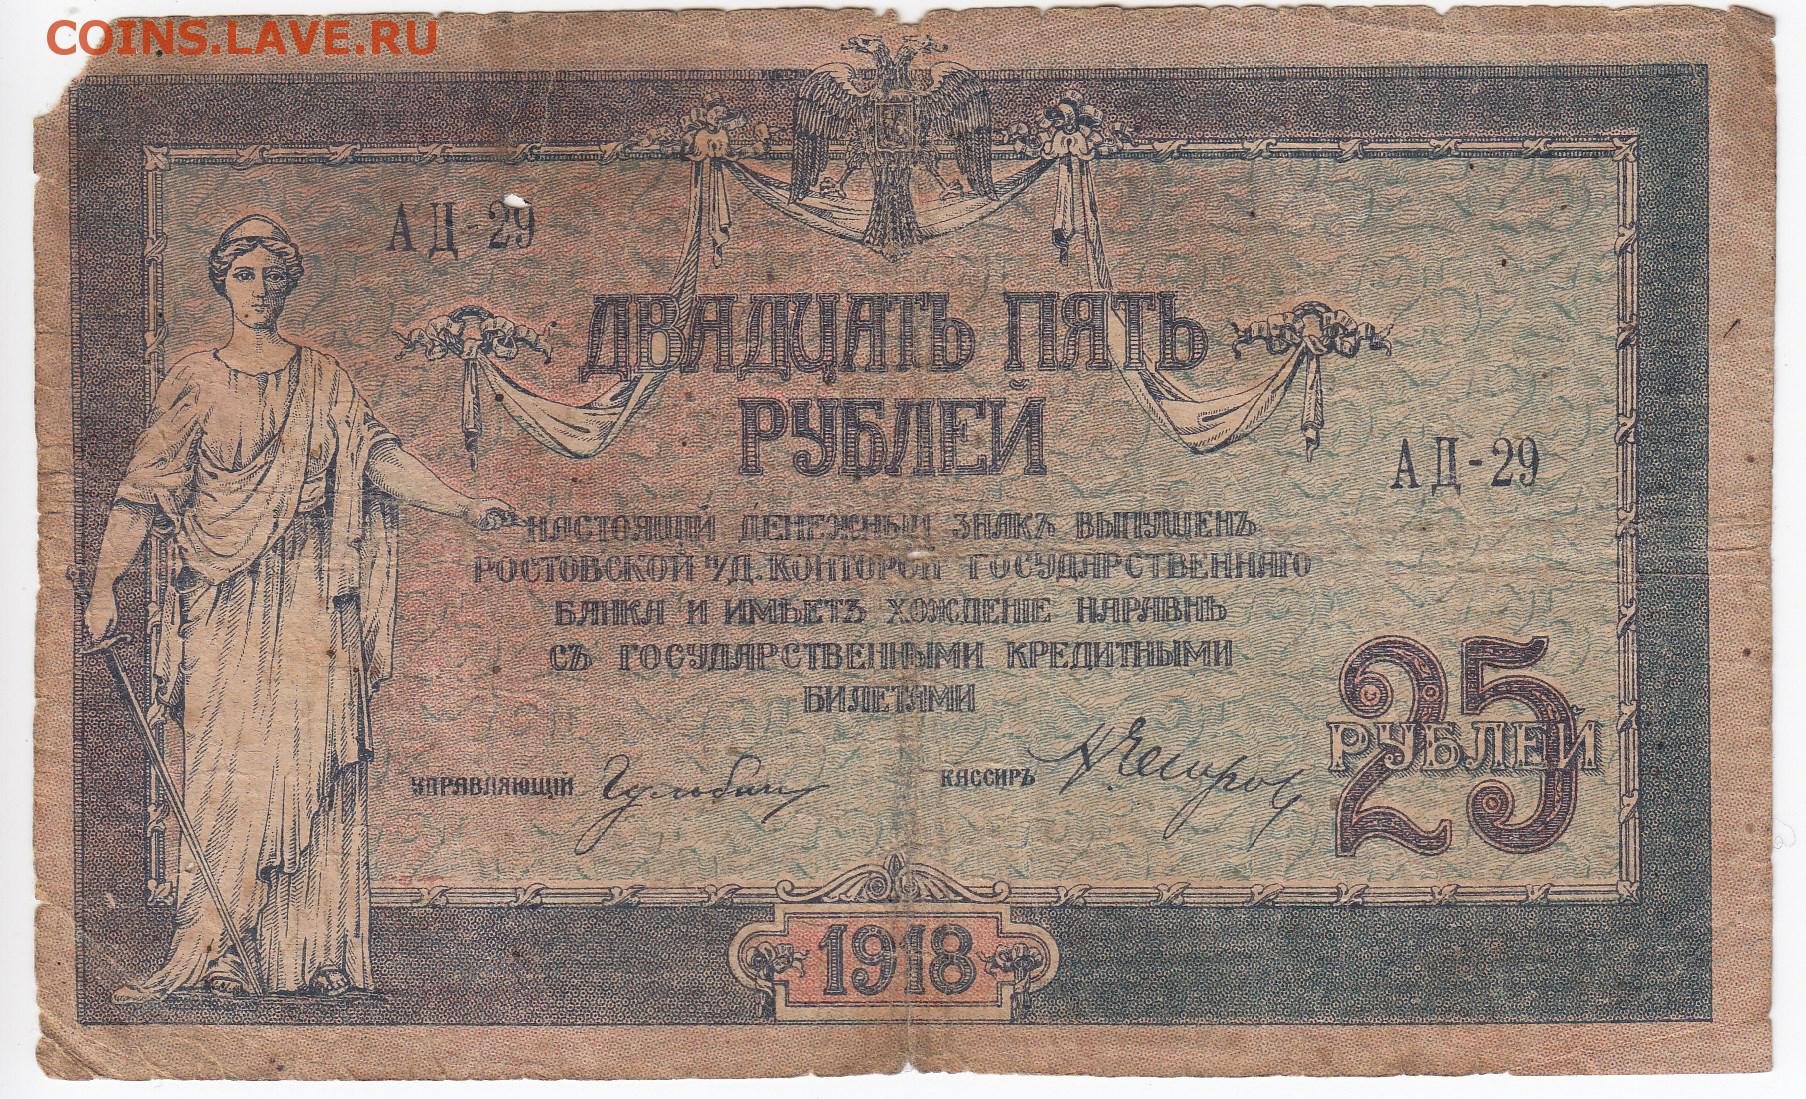 COINS.LAVE.RU
АД-29
ДВАДЦАТЬ ПЯТЬ
РУБЛЕЙ
АД-29
НАСТОЯЩІЙ ДЕНЕЖНЫЙ ЗНАКЪ ВЫПУЩЕНЪ
РОСТОВСКОЙ н/Д. КОНТОРОЙ ГОСУДАРСТВЕННАГО
БАНКА И ИМѢЕТЪ ХОЖДЕНІЕ НАРАВНѢ
СЪ ГОСУДАРСТВЕННЫМИ КРЕДИТНЫМИ
БИЛЕТАМИ
25
РУБЛЕЙ
УПРАВЛЯЮЩІЙ Гульбин КАССИРЪ
1918